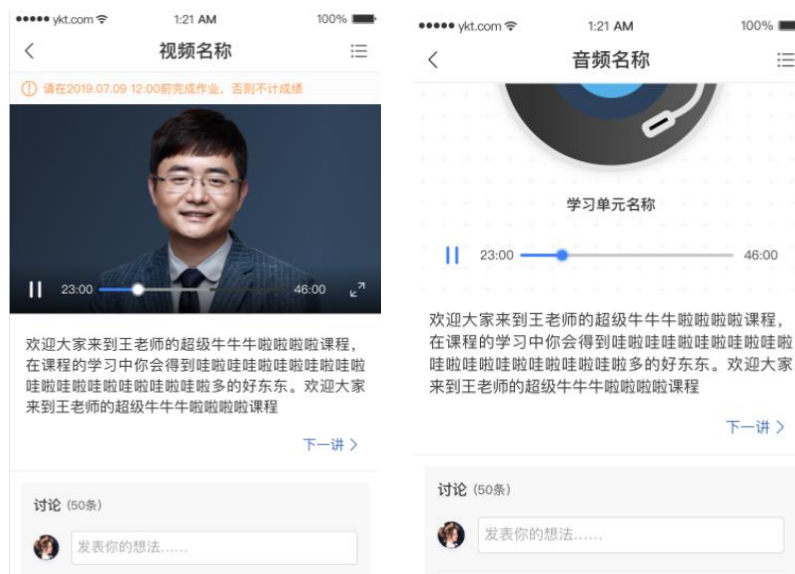 ykt.com
1:21 AM
100%
视频名称
请在2019.07.09 12:00前完成作业，否则不计成绩
23:00
46:00
欢迎大家来到王老师的超级牛牛牛啦啦啦啦课程，
在课程的学习中你会得到哇啦哇哇啦哇啦哇啦啦
哇啦哇啦哇啦哇啦哇啦啦多的好东东。欢迎大家
来到王老师的超级牛牛牛啦啦啦啦课程
下一讲
讨论 (50条)
发表你的想法......
ykt.com
1:21 AM
100%
音频名称
学习单元名称
23:00
46:00
欢迎大家来到王老师的超级牛牛牛啦啦啦啦课程，
在课程的学习中你会得到哇啦哇啦哇啦哇啦哇啦啦
哇啦哇啦哇啦哇啦哇啦哇啦多的好东东。欢迎大家
来到王老师的超级牛牛牛啦啦啦啦课程
下一讲
讨论 (50条)
发表你的想法......